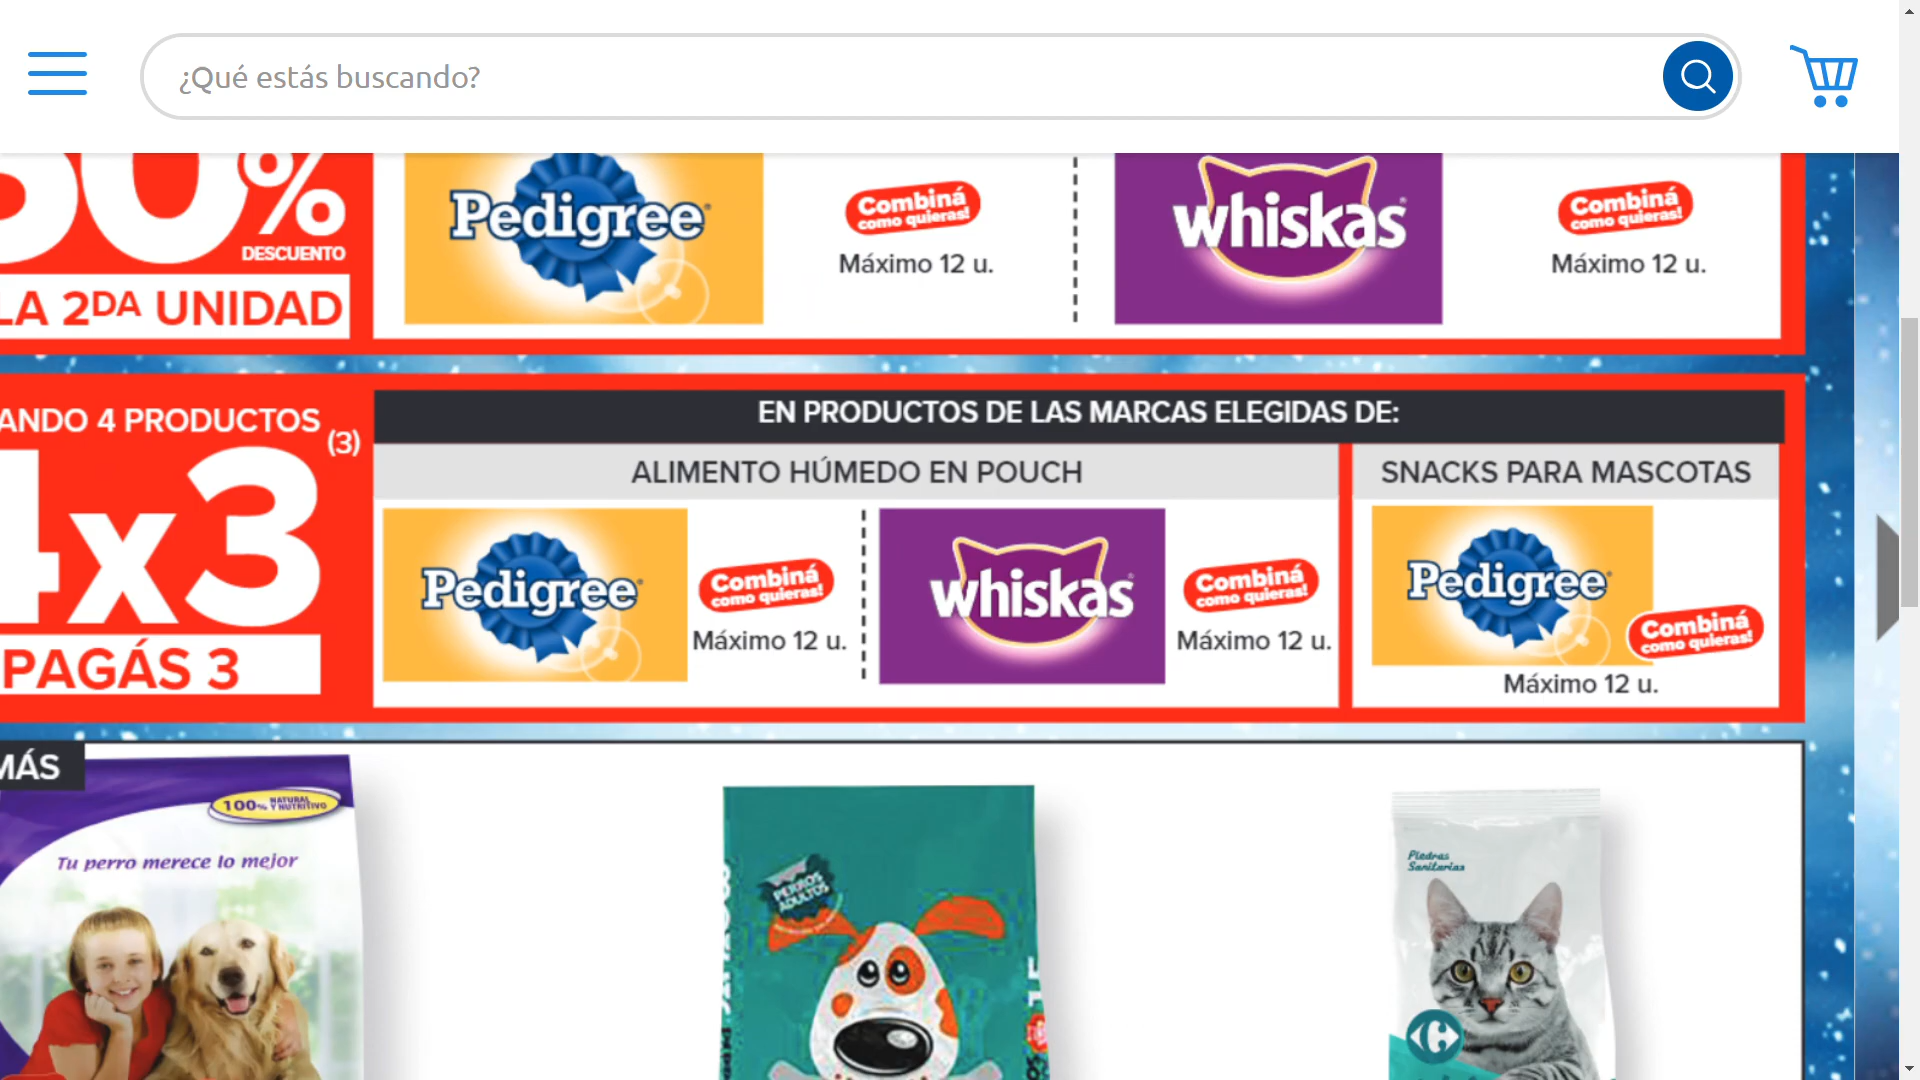 ¿Qué estás buscando?
%
DESCUENTO
LA 2DA UNIDAD
Pedigree
Combiná
como quieras!
Máximo 12 u.
whiskas
Combiná
como quieras!
Máximo 12 u.
ANDO 4 PRODUCTOS
(3)
4x3
PAGÁS 3
EN PRODUCTOS DE LAS MARCAS ELEGIDAS DE:
ALIMENTO HÚMEDO EN POUCH
Pedigree
Combiná
como quieras!
Máximo 12 u.
whiskas
Combiná
como quieras!
Máximo 12 u.
SNACKS PARA MASCOTAS
Pedigree
Combiná
como quieras!
Máximo 12 u.
MÁS
100% NATURAL
Y NUTRITIVO
Tu perro merece lo mejor
PERROS
ADULTOS
Piedras
Sanitarias